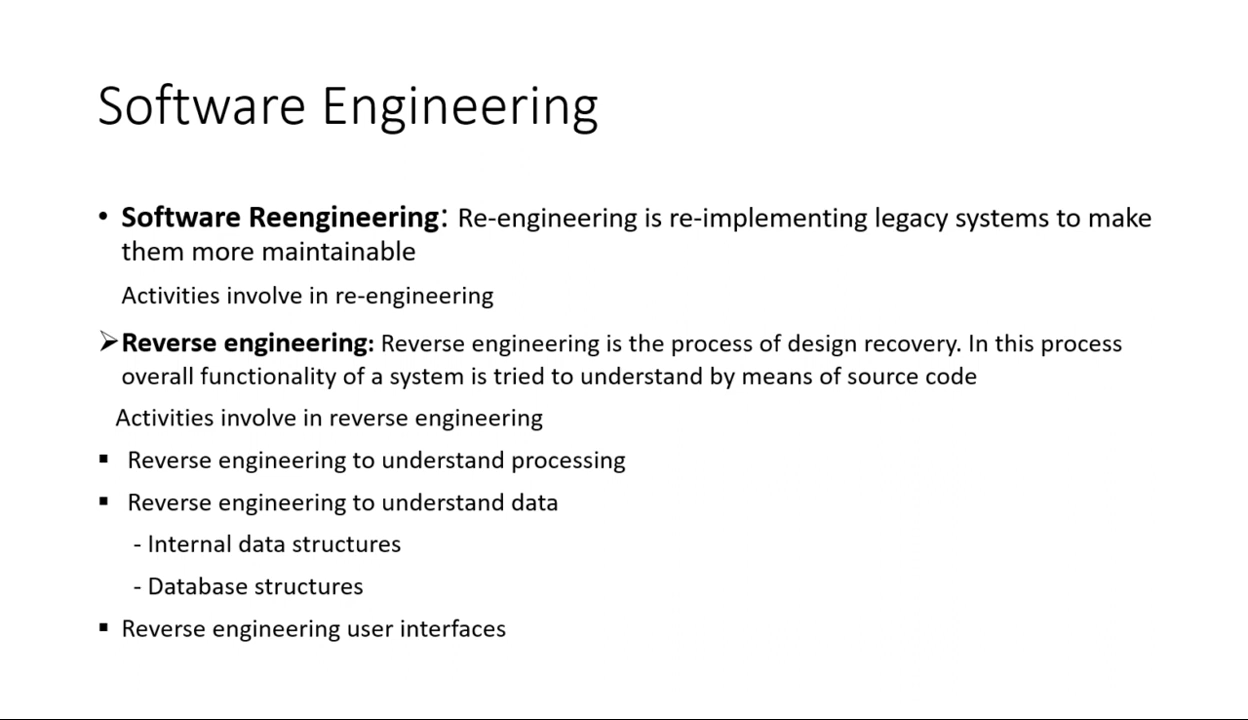 Software Engineering
• Software Reengineering: Re-engineering is re-implementing legacy systems to make
them more maintainable
Activities involve in re-engineering
➢Reverse engineering: Reverse engineering is the process of design recovery. In this process
overall functionality of a system is tried to understand by means of source code
Activities involve in reverse engineering
▪ Reverse engineering to understand processing
▪ Reverse engineering to understand data
- Internal data structures
- Database structures
▪ Reverse engineering user interfaces